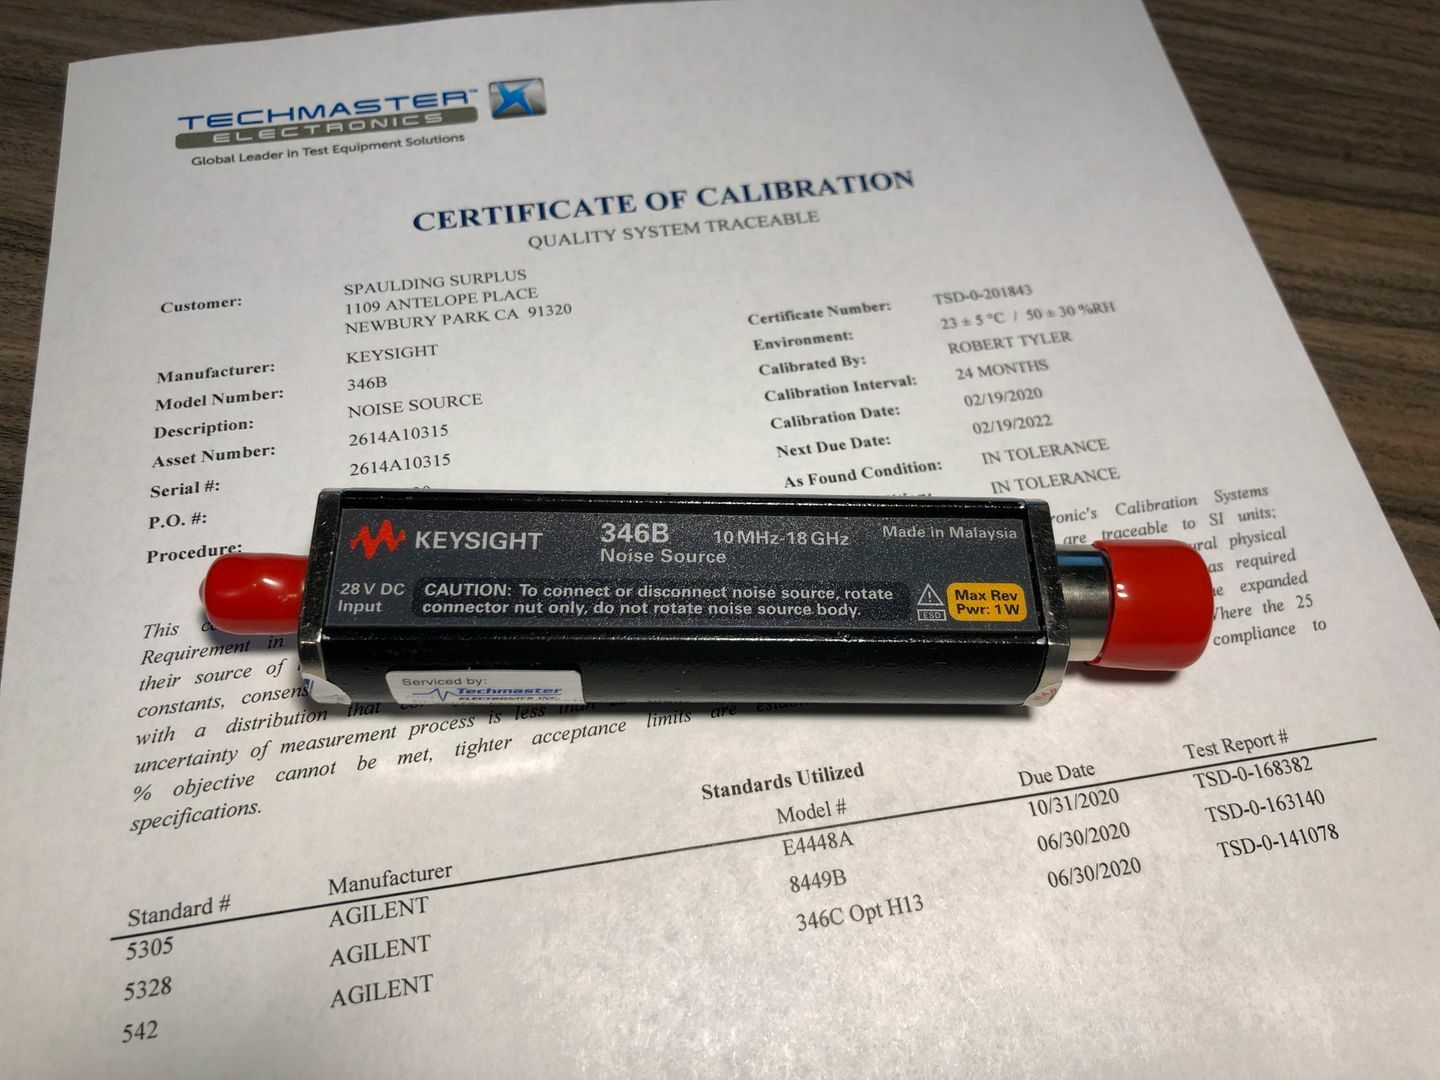 TECHMASTER™
ELECTRONICS
Global Leader in Test Equipment Solutions
CERTIFICATE OF CALIBRATION
QUALITY SYSTEM TRACEABLE
Customer:
SPAULDING SURPLUS
1109 ANTELOPE PLACE
NEWBURY PARK CA 91320
Manufacturer: KEYSIGHT
Model Number: 346B
Description: NOISE SOURCE
Asset Number: 2614A10315
Serial #: 2614A10315
P.O. #:
Procedure:
Certificate Number: TSD-0-201843
Environment: 23 ± 5 °C / 50 ± 30 %RH
Calibrated By: ROBERT TYLER
Calibration Interval: 24 MONTHS
Calibration Date: 02/19/2020
Next Due Date: 02/19/2022
As Found Condition: IN TOLERANCE
IN TOLERANCE
KEYSIGHT 346B 10 MHz-18 GHz Made in Malaysia
Noise Source
28 V DC Input
CAUTION: To connect or disconnect noise source, rotate
connector nut only, do not rotate noise source body.
ESD
Max Rev
Pwr: 1 W
Serviced by:
Techmaster
ELECTRONICS INC.
This
Calibration Systems
Requirement in are traceable to SI units;
their source of physical
constants, as required
with a distribution that expanded
uncertainty of measurement process is less than Where the 25
% objective cannot be met, tighter acceptance limits are compliance to
specifications.
Standards Utilized
Standard # Manufacturer Model # Due Date Test Report #
5305 AGILENT E4448A 10/31/2020 TSD-0-168382
5328 AGILENT 8449B 06/30/2020 TSD-0-163140
542 AGILENT 346C Opt H13 06/30/2020 TSD-0-141078